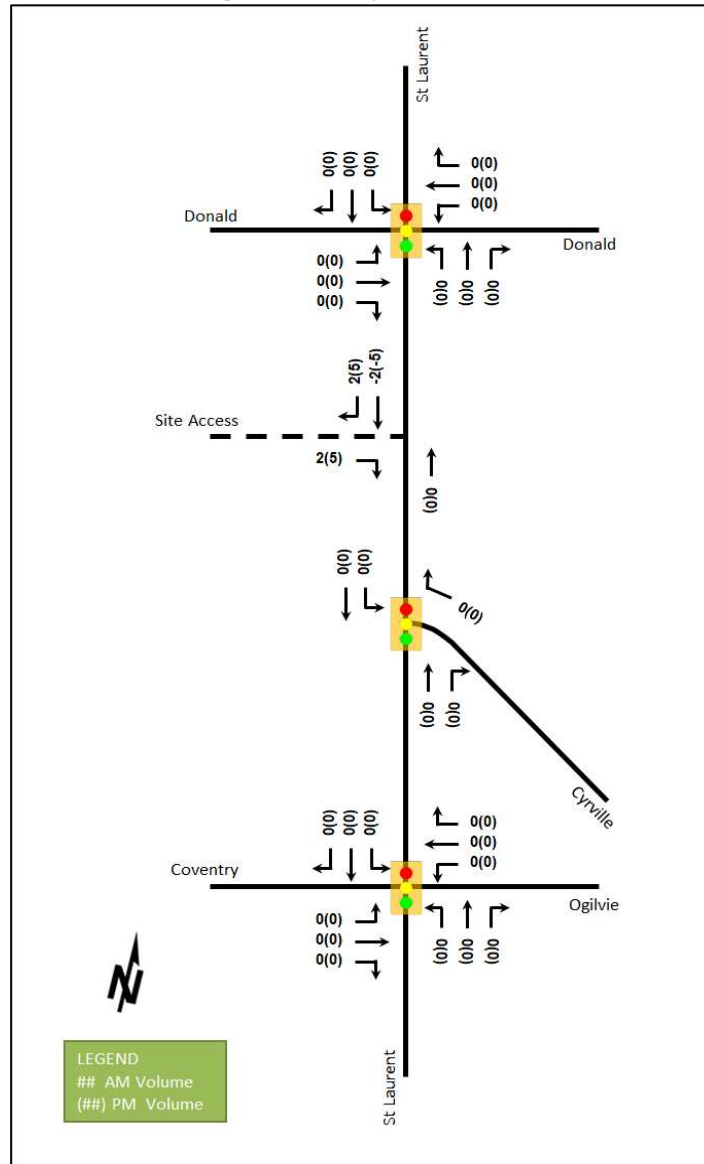 St Laurent
0(0) 0(0) 0(0)
0(0)
0(0)
0(0)
Donald
Donald
0(0)
0(0)
0(0)
0(0) 0(0) 0(0)
2(5) -2(-5)
Site Access
2(5)
0(0)
0(0) 0(0)
0(0)
0(0) 0(0)
Cyrville
0(0) 0(0) 0(0)
0(0)
0(0)
0(0)
Coventry
Ogilvie
0(0)
0(0)
0(0)
0(0) 0(0) 0(0)
N
LEGEND
## AM Volume
(##) PM Volume
St Laurent